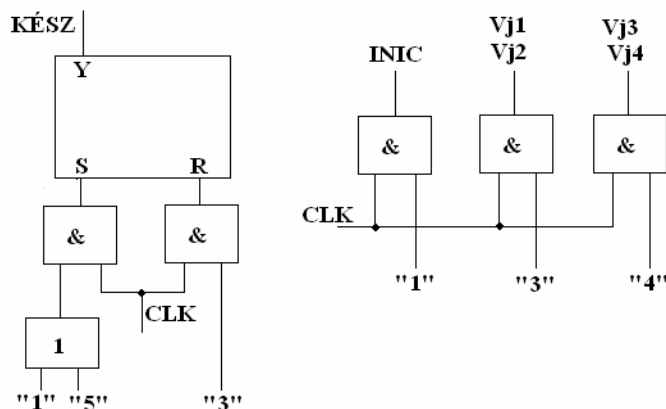 KÉSZ
Y
S R
& &
CLK
1
"1" "5" "3"
INIC
Vj1
Vj2
Vj3
Vj4
& & &
CLK
"1" "3" "4"